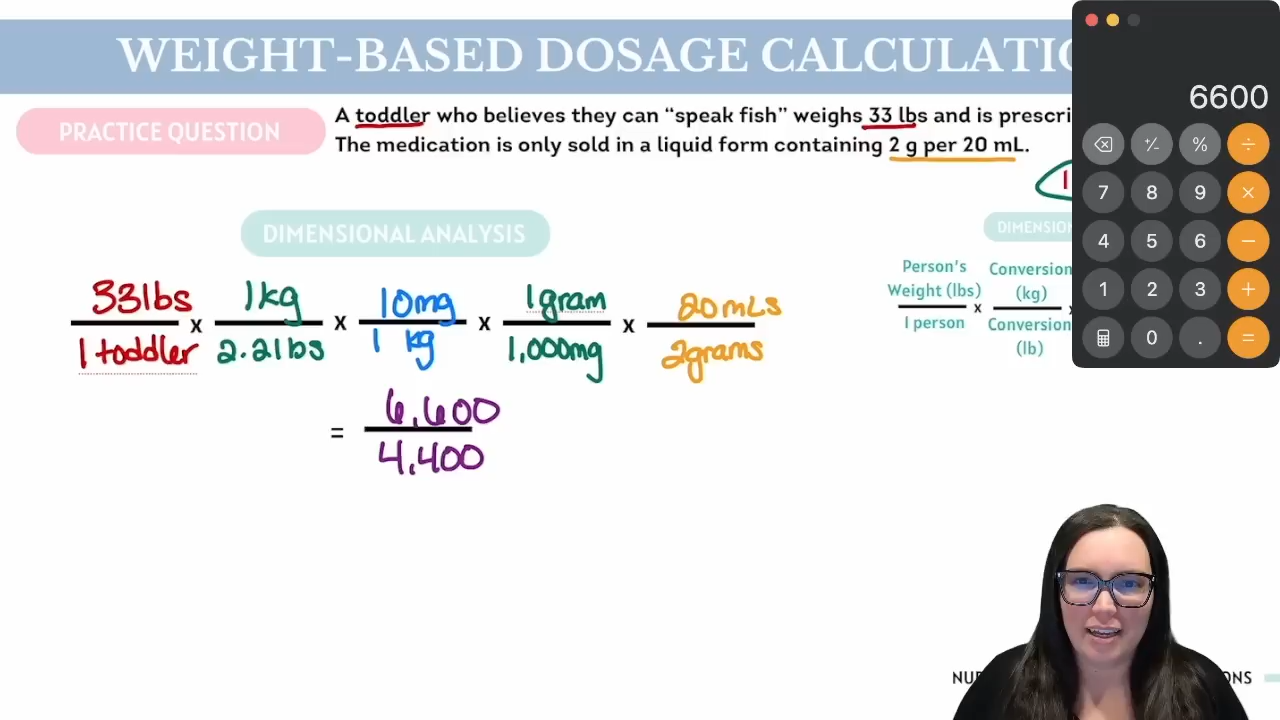 WEIGHT-BASED DOSAGE CALCULATIO
PRACTICE QUESTION
A toddler who believes they can “speak fish” weighs 33 lbs and is prescri
The medication is only sold in a liquid form containing 2 g per 20 mL.
DIMENSIONAL ANALYSIS
33lbs
1 toddler
x
1kg
2.2lbs
x
10mg
1 kg
x
1gram
1,000mg
x
20mLs
2grams
=
6,600
4,400
DIMENSION
Person's
Weight (lbs)
1 person
x
Conversion
(kg)
Conversion
(lb)
6600
%
÷
7 8 9 ×
4 5 6 −
1 2 3 +
0 . =
NU
ONS